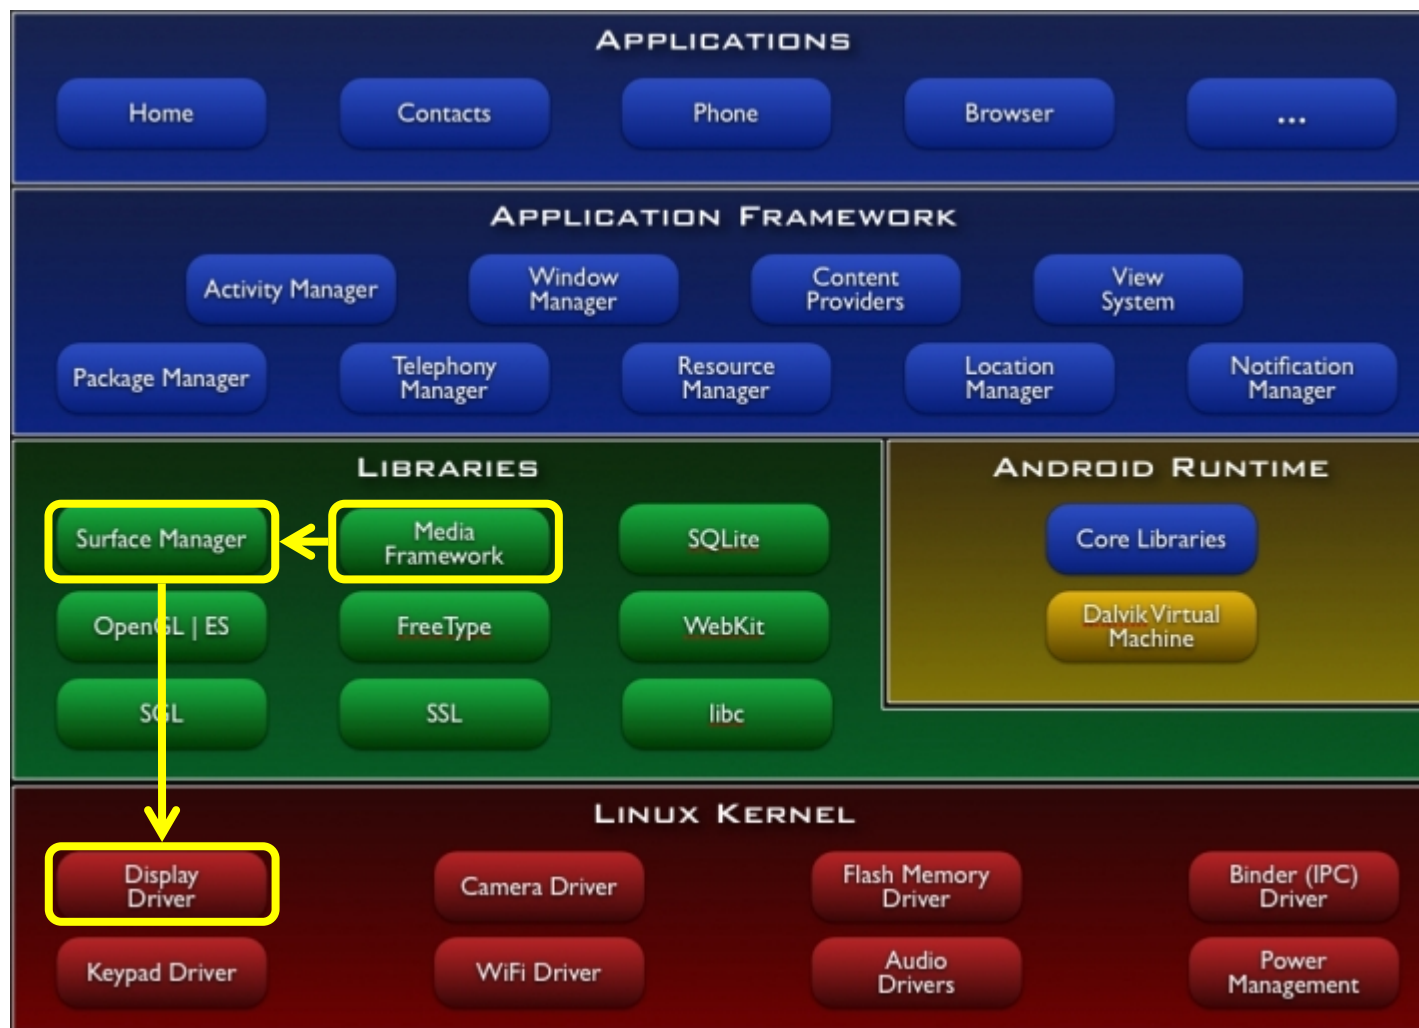 APPLICATIONS
Home
Contacts
Phone
Browser
...
APPLICATION FRAMEWORK
Activity Manager
Window
Manager
Content
Providers
View
System
Package Manager
Telephony
Manager
Resource
Manager
Location
Manager
Notification
Manager
LIBRARIES
Surface Manager
Media
Framework
SQLite
OpenGL | ES
FreeType
WebKit
SGL
SSL
libc
ANDROID RUNTIME
Core Libraries
Dalvik Virtual
Machine
LINUX KERNEL
Display
Driver
Camera Driver
Flash Memory
Driver
Binder (IPC)
Driver
Keypad Driver
WiFi Driver
Audio
Drivers
Power
Management